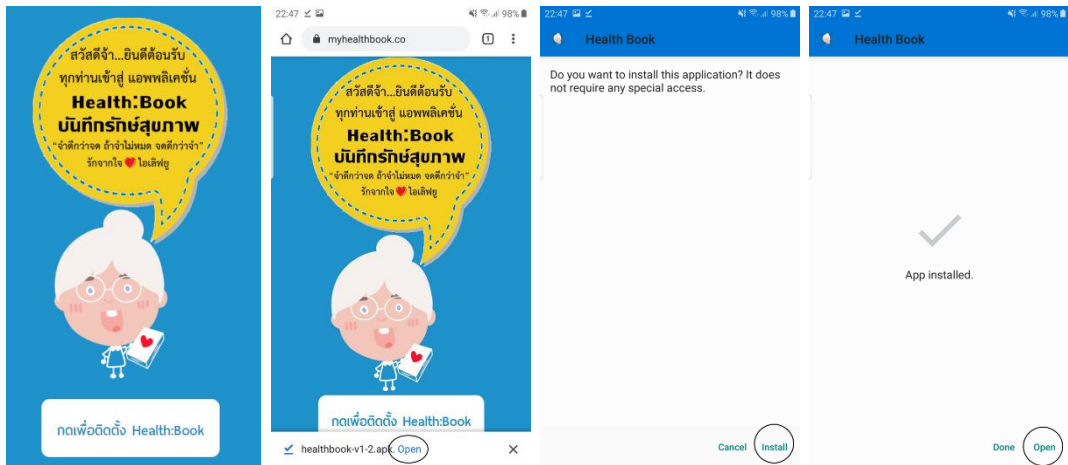 สวัสดีจ้า...ยินดีต้อนรับ
ทุกท่านเข้าสู่ แอพพลิเคชั่น
Health:Book
บันทึกรักษ์สุขภาพ
“จำดีกว่าจด ถ้าจำไม่หมด จดดีกว่าจำ”
รักจากใจ ❤ ไอเลิฟยู
กดเพื่อติดตั้ง Health:Book
22:47
98%
myhealthbook.co
1
สวัสดีจ้า...ยินดีต้อนรับ
ทุกท่านเข้าสู่ แอพพลิเคชั่น
Health:Book
บันทึกรักษ์สุขภาพ
“จำดีกว่าจด ถ้าจำไม่หมด จดดีกว่าจำ”
รักจากใจ ❤ ไอเลิฟยู
กดเพื่อติดตั้ง Health:Book
healthbook-v1-2.apk. Open
22:47
98%
Health Book
Do you want to install this application? It does
not require any special access.
Cancel Install
22:47
98%
Health Book
App installed.
Done Open